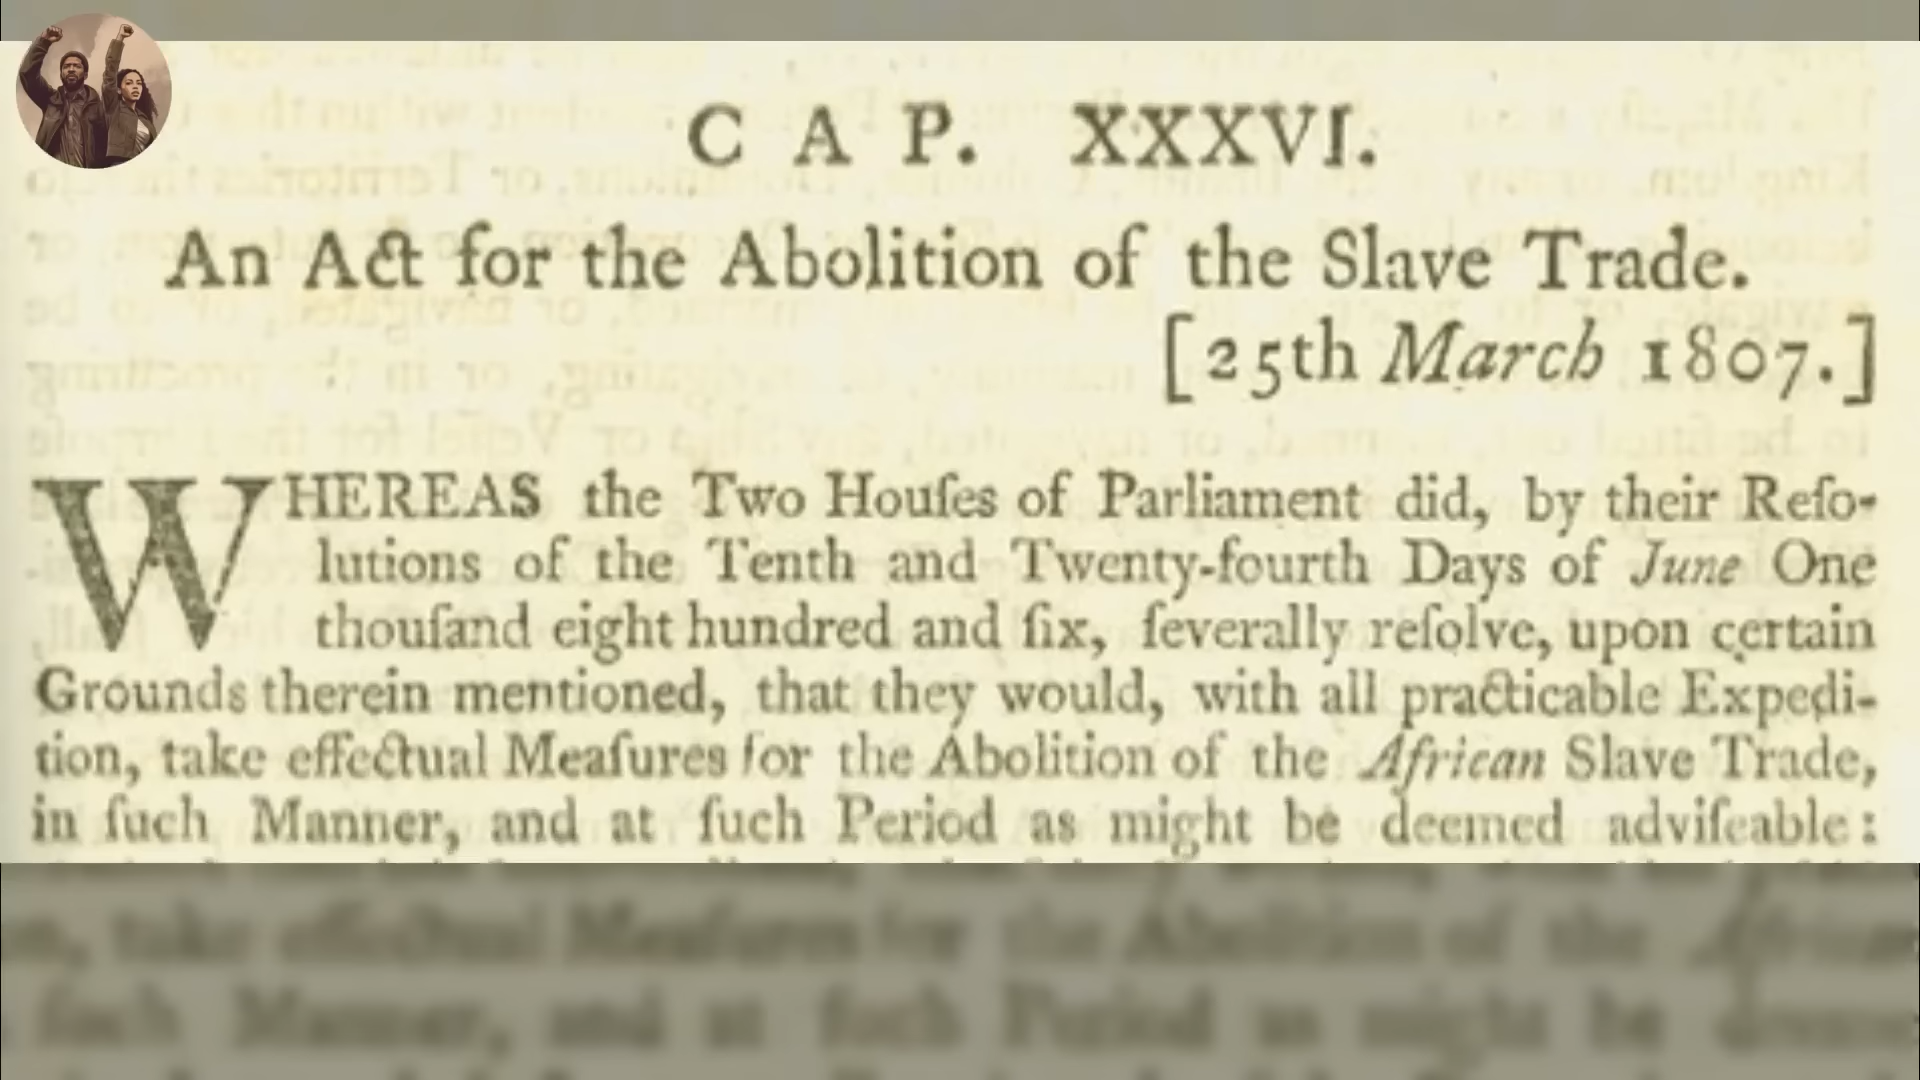 C A P. XXXVI.
An Act for the Abolition of the Slave Trade.
[25th March 1807.]
WHEREAS the Two Houſes of Parliament did, by their Reſo-
lutions of the Tenth and Twenty-fourth Days of June One
thouſand eight hundred and ſix, ſeverally reſolve, upon certain
Grounds therein mentioned, that they would, with all practicable Expedi-
tion, take effectual Meaſures for the Abolition of the African Slave Trade,
in ſuch Manner, and at ſuch Period as might be deemed adviſeable: